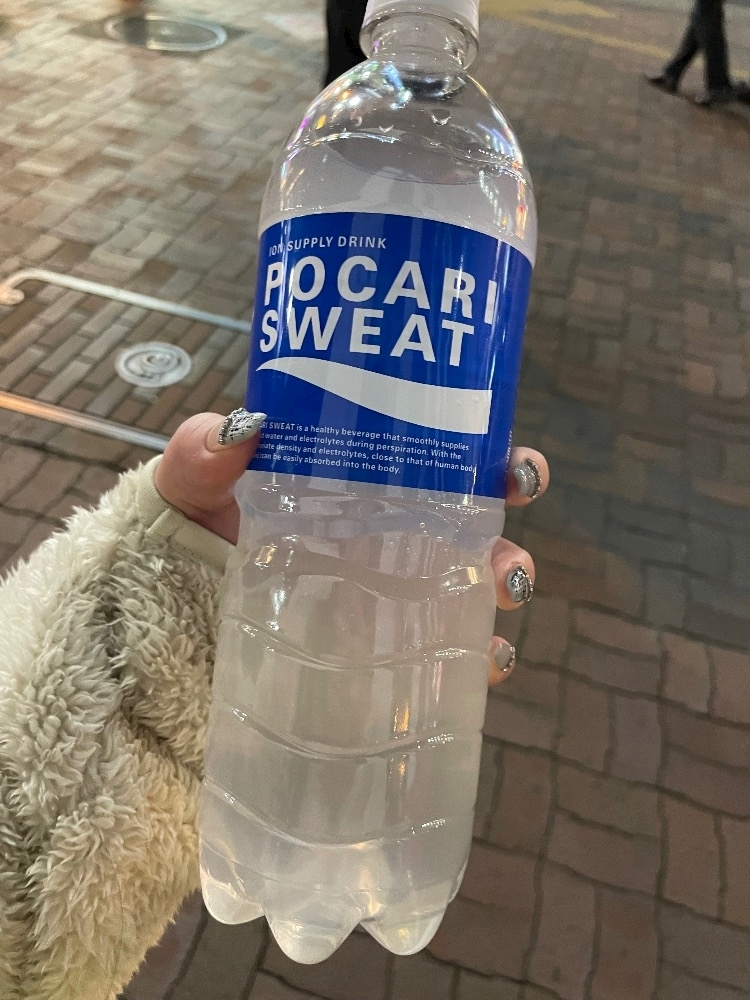 ION SUPPLY DRINK
POCARI
SWEAT
SWEAT is a healthy beverage that smoothly supplies
water and electrolytes during perspiration. With the
density and electrolytes, close to that of human body
can be easily absorbed into the body.